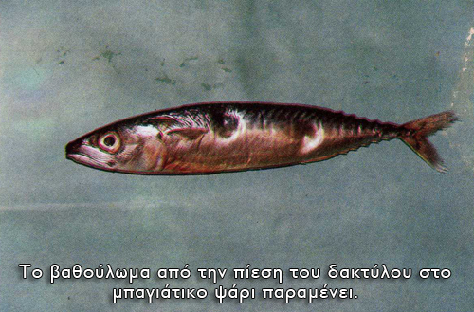 Το βαθούλωμα από την πίεση του δακτύλου στο
μπαγιάτικο ψάρι παραμένει.